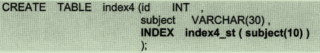 CREATE TABLE index4 (id INT ,
subject VARCHAR(30) ,
INDEX index4_st ( subject(10) )
);